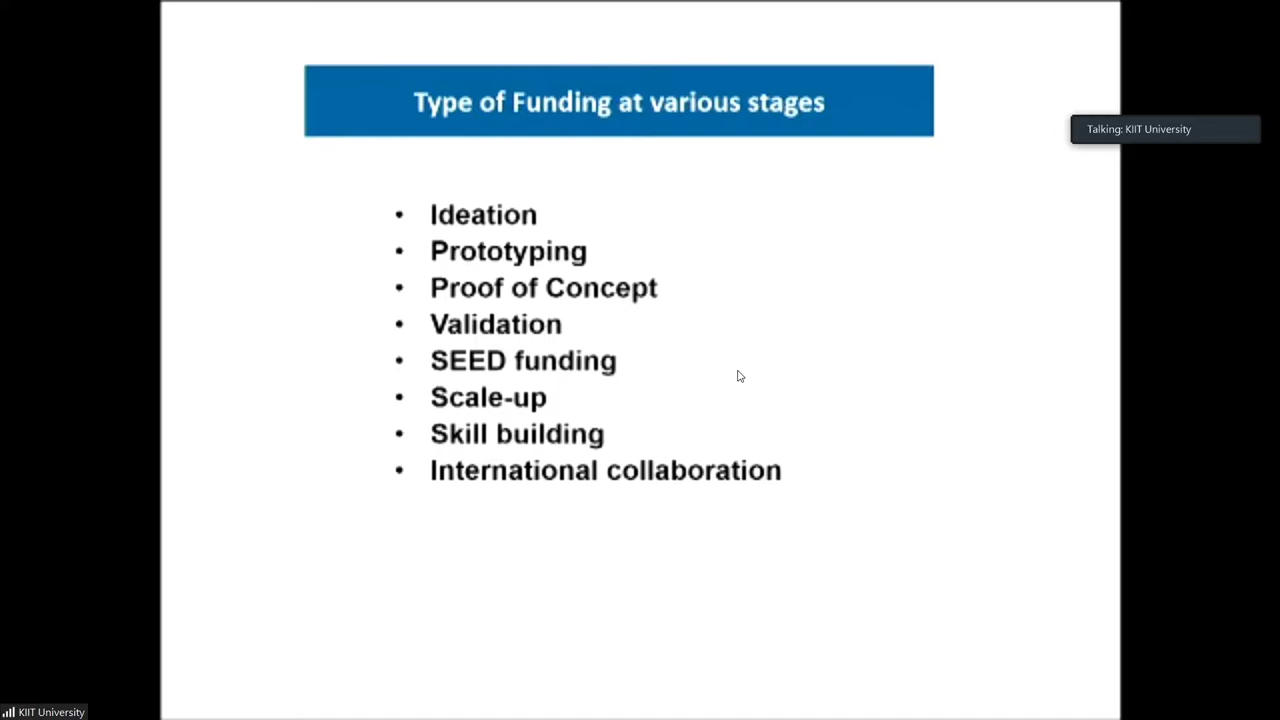 Type of Funding at various stages
Talking: KIIT University
• Ideation
• Prototyping
• Proof of Concept
• Validation
• SEED funding
• Scale-up
• Skill building
• International collaboration
KIIT University